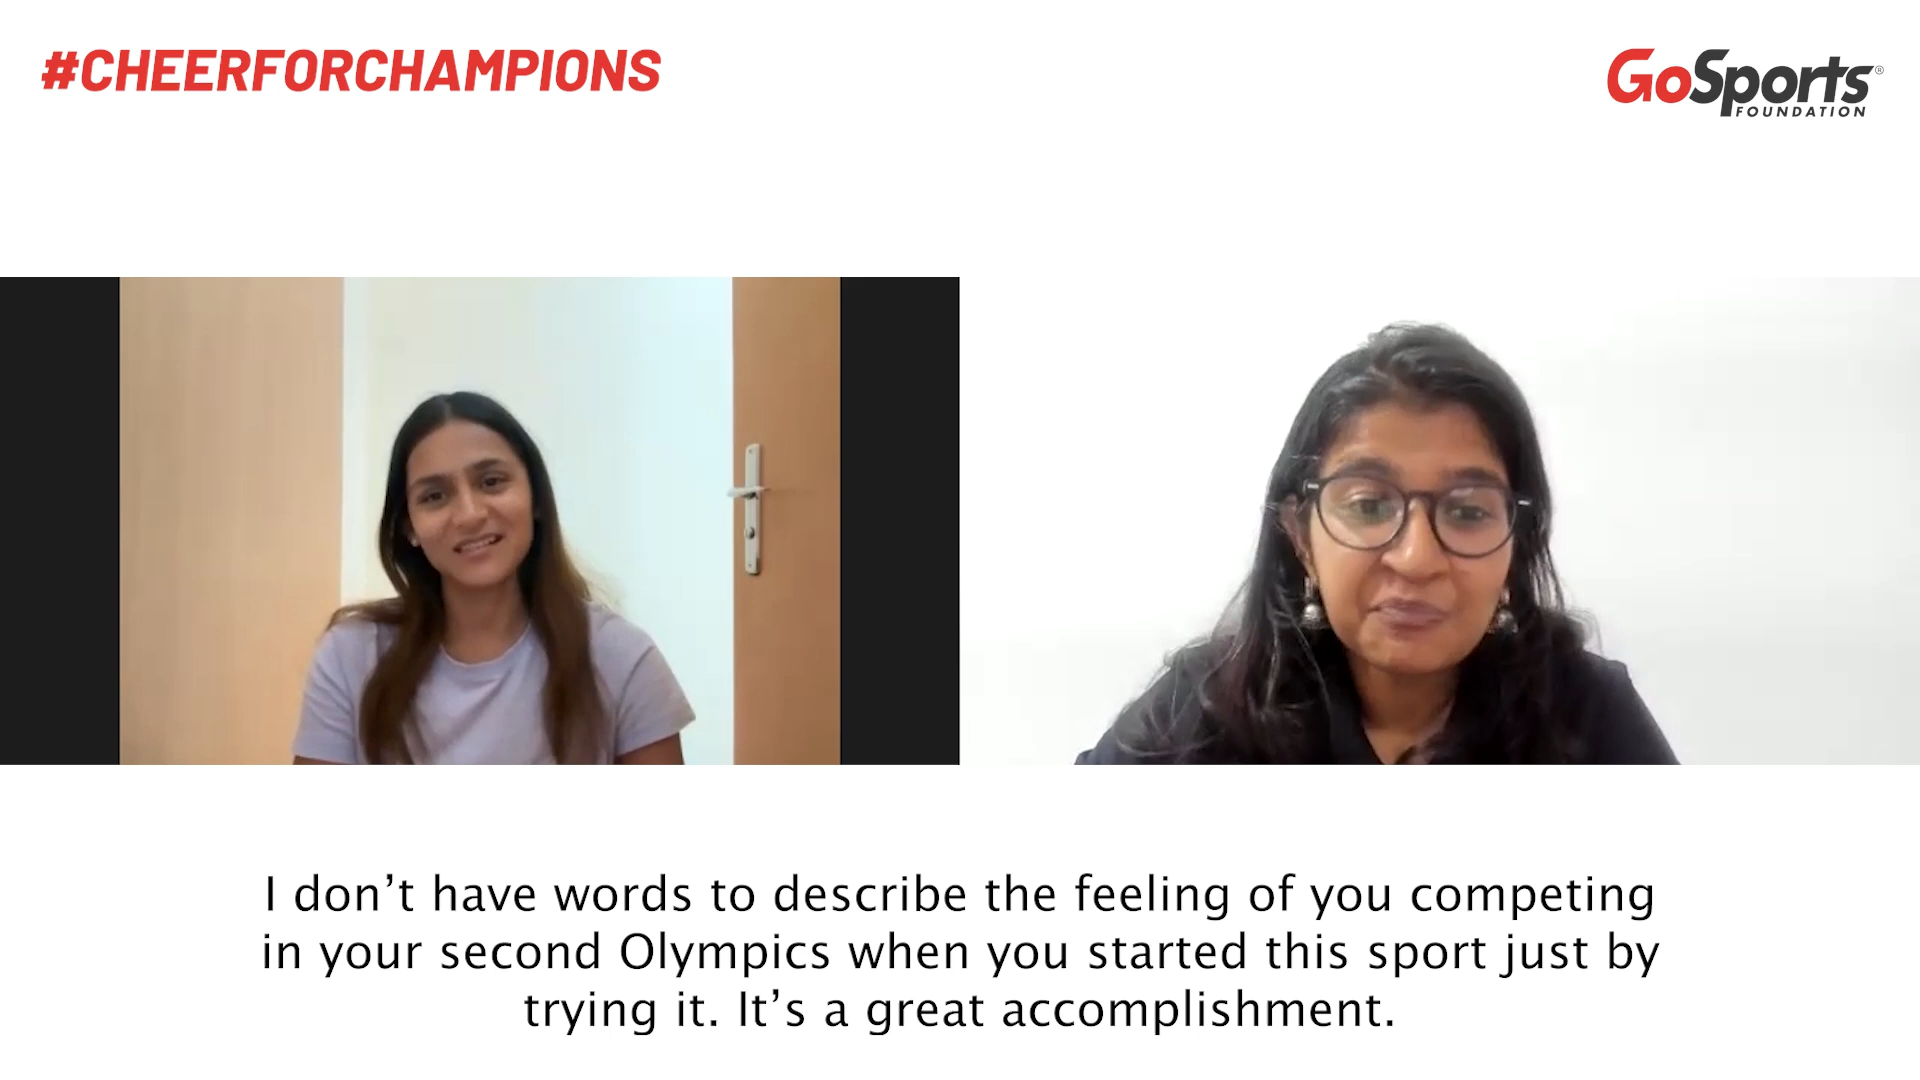 #CHEERFORCHAMPIONS
GoSports®
FOUNDATION
I don’t have words to describe the feeling of you competing
in your second Olympics when you started this sport just by
trying it. It’s a great accomplishment.